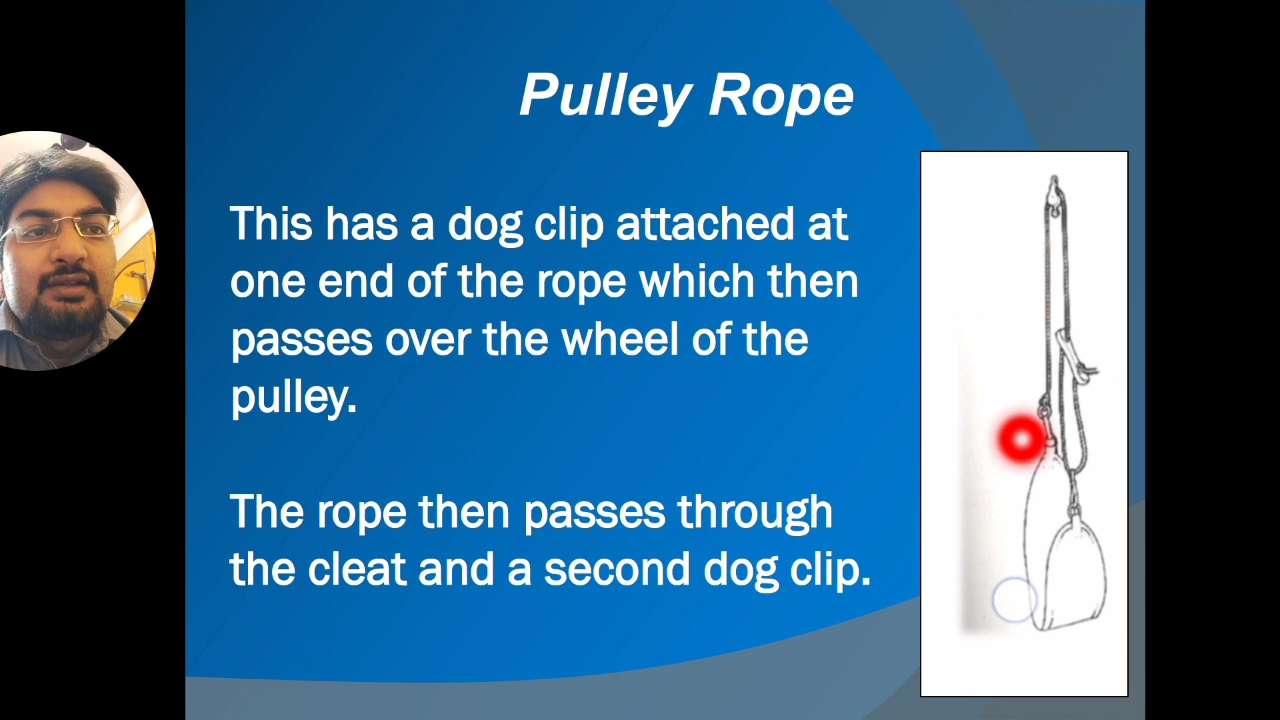 Pulley Rope
This has a dog clip attached at
one end of the rope which then
passes over the wheel of the
pulley.
The rope then passes through
the cleat and a second dog clip.